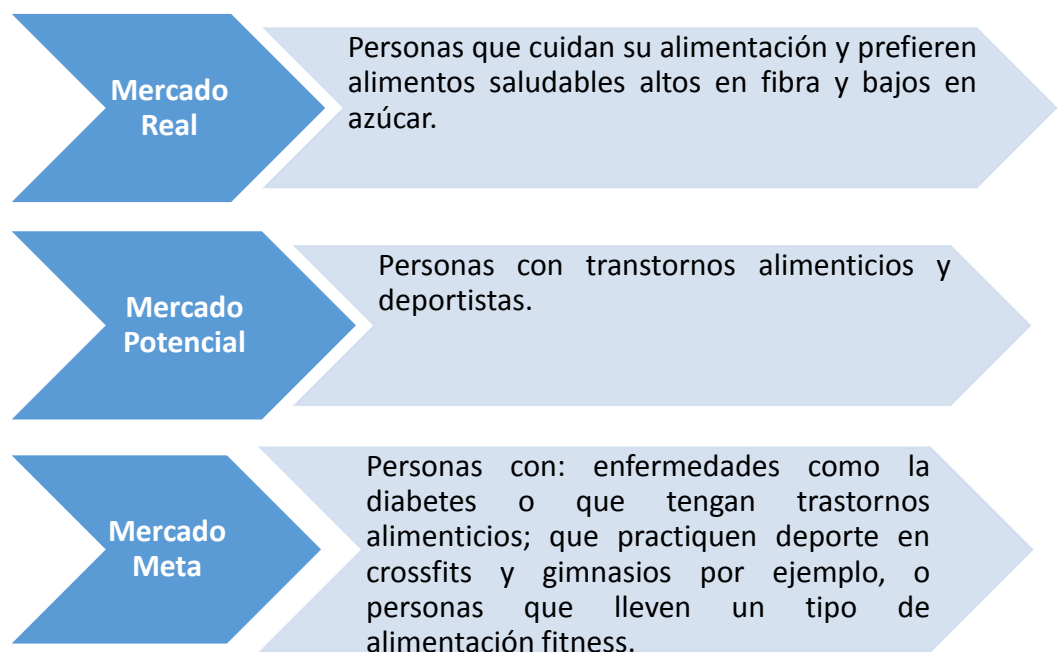 Mercado
Real
Personas que cuidan su alimentación y prefieren
alimentos saludables altos en fibra y bajos en
azúcar.
Mercado
Potencial
Personas con transtornos alimenticios y
deportistas.
Mercado
Meta
Personas con: enfermedades como la
diabetes o que tengan trastornos
alimenticios; que practiquen deporte en
crossfits y gimnasios por ejemplo, o
personas que lleven un tipo de
alimentación fitness.